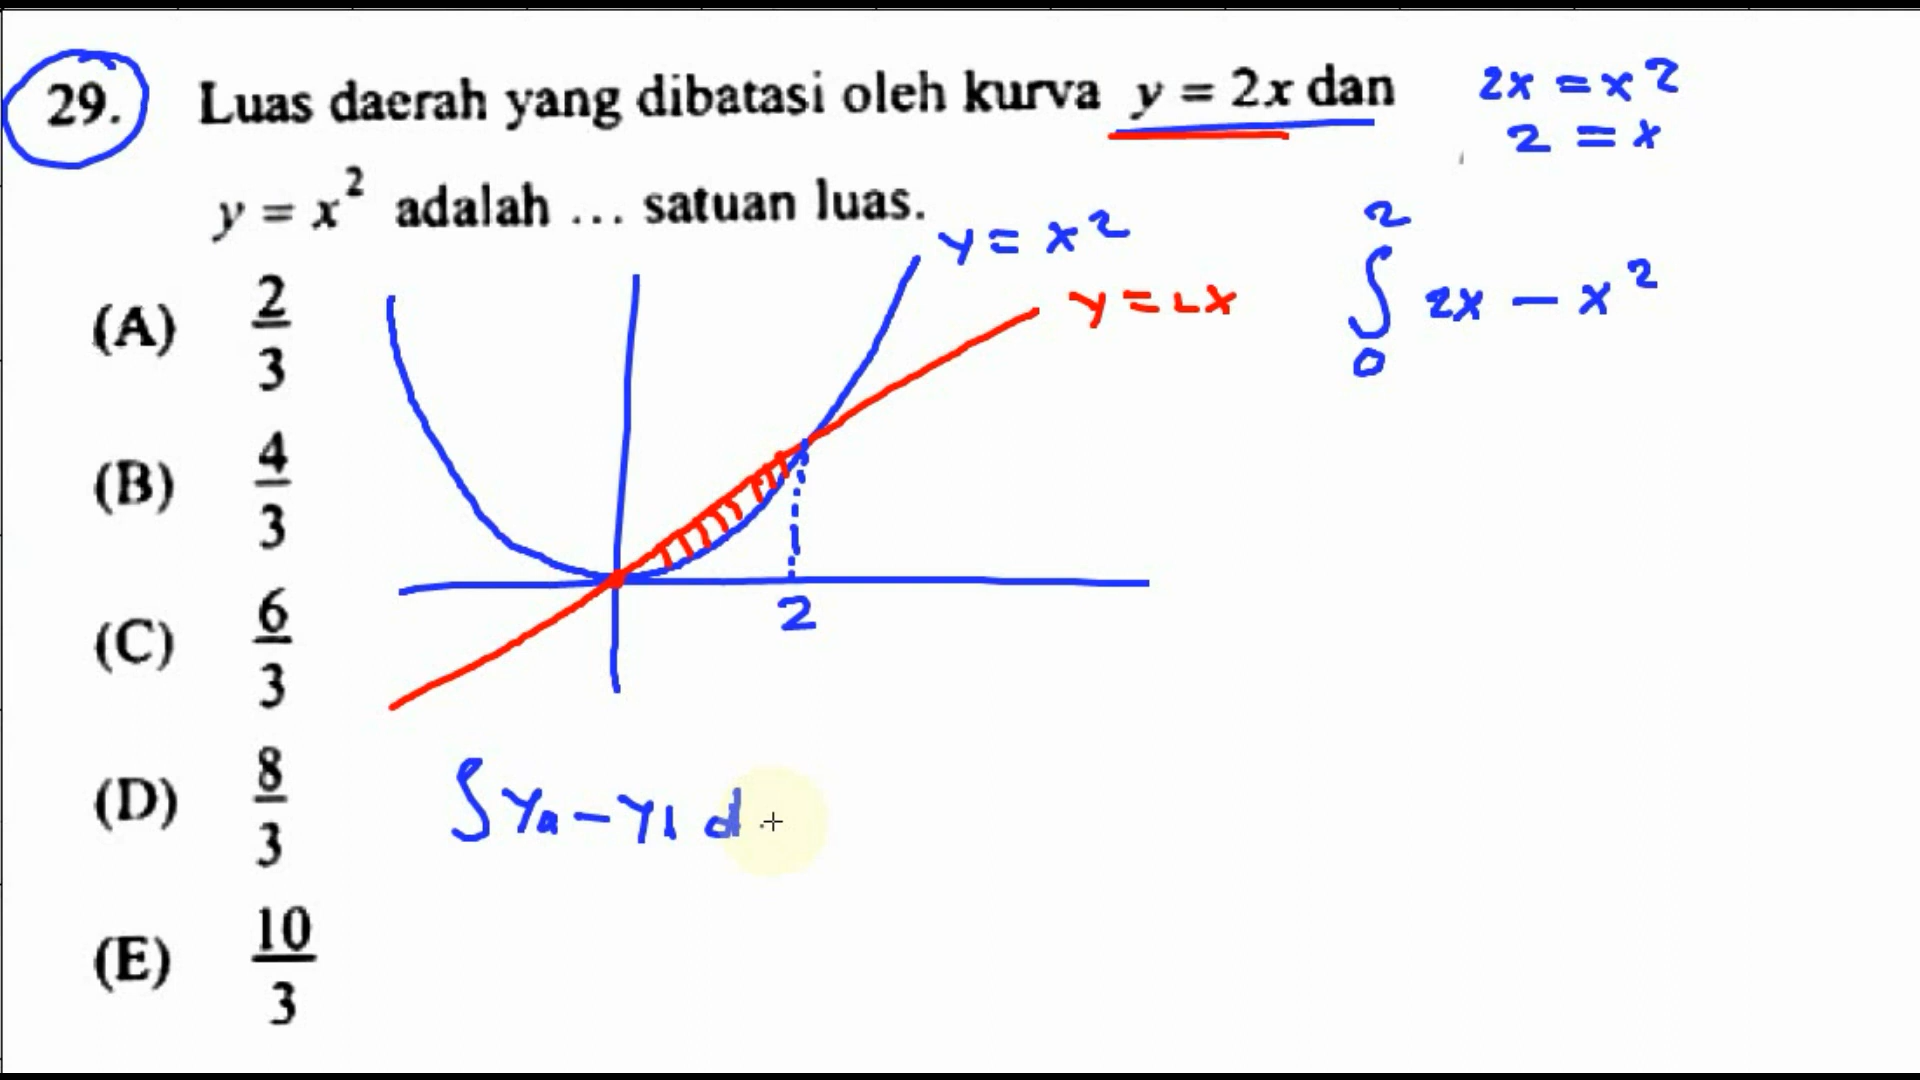 29. Luas daerah yang dibatasi oleh kurva y = 2x dan
y = x² adalah ... satuan luas.
(A) 2/3
(B) 4/3
(C) 6/3
(D) 8/3
(E) 10/3
2x = x²
2 = x
∫₀² 2x − x²
y = x²
y = 2x
2
∫ ya − y1 d